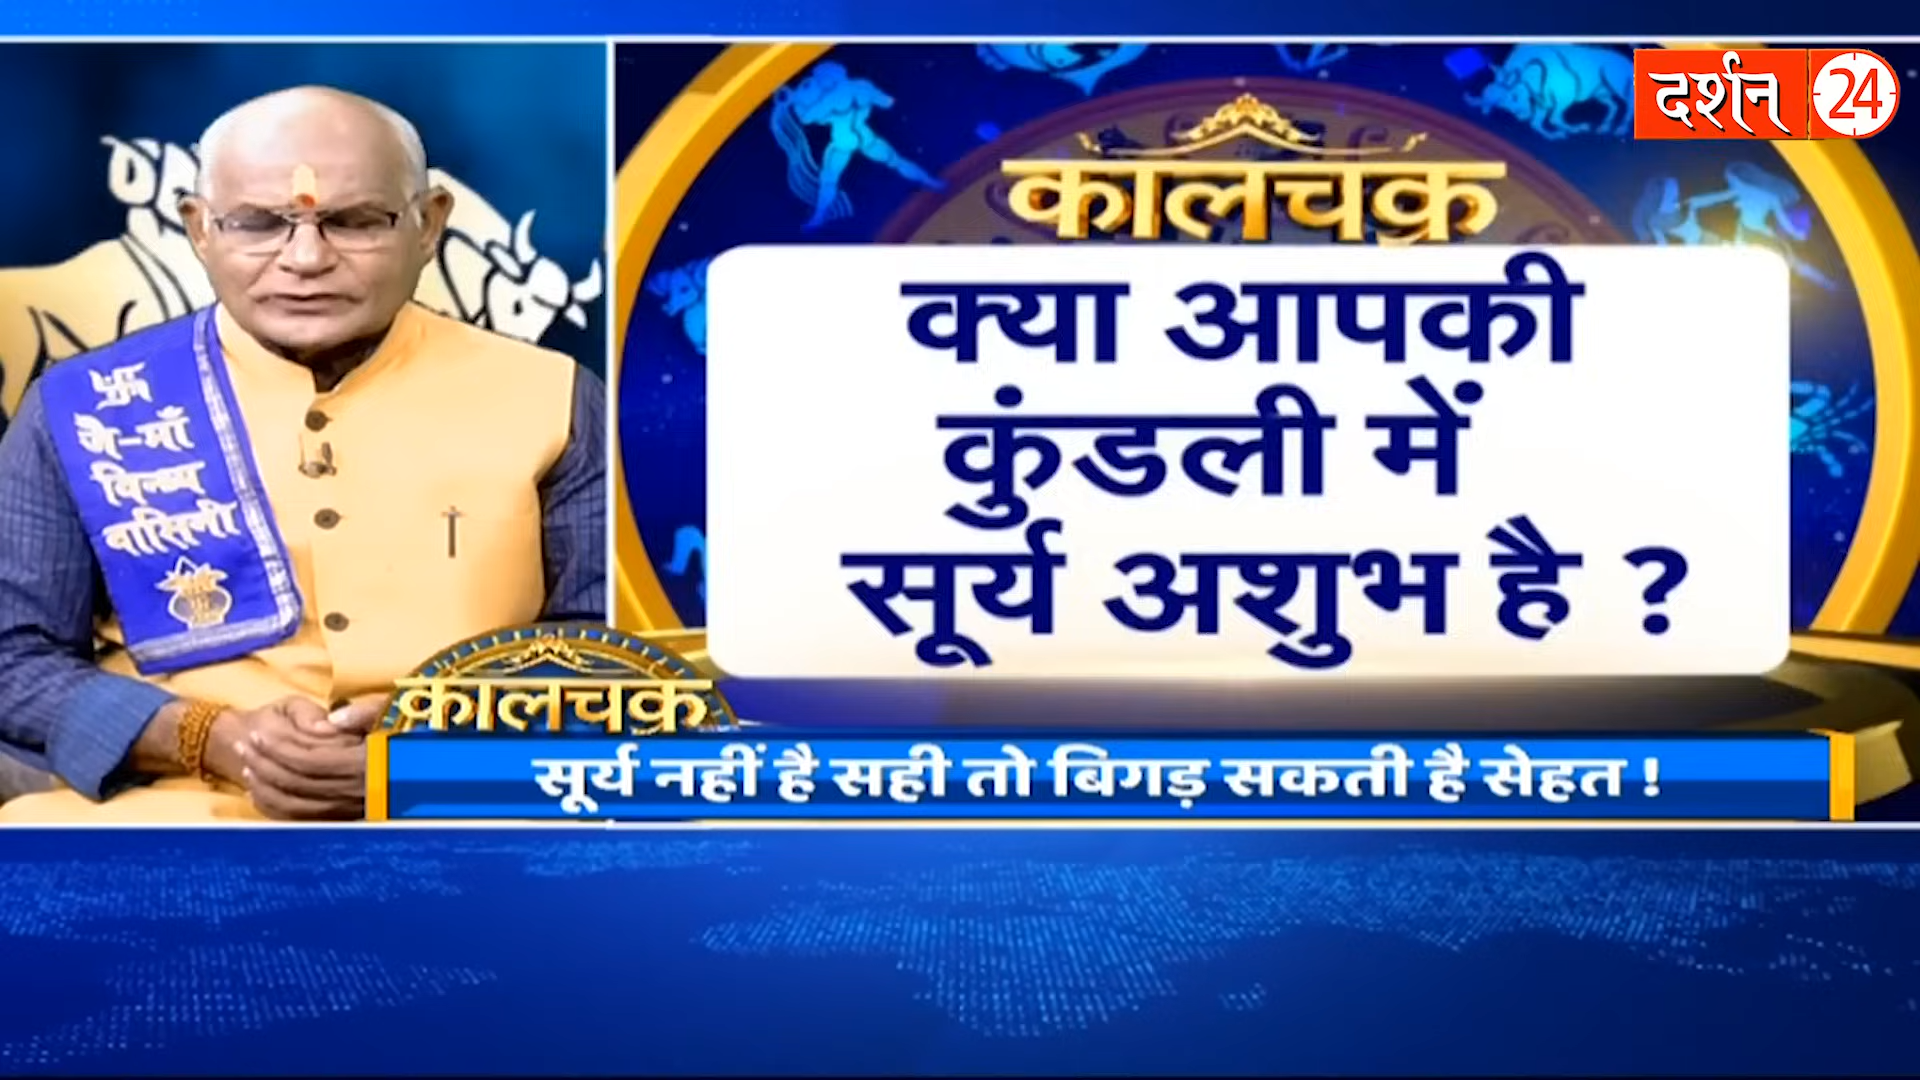 दर्शन 24
कालचक्र
क्या आपकी
कुंडली में
सूर्य अशुभ है ?
जै-माँ
विन्ध्य
वासिनी
कालचक्र
सूर्य नहीं है सही तो बिगड़ सकती है सेहत !